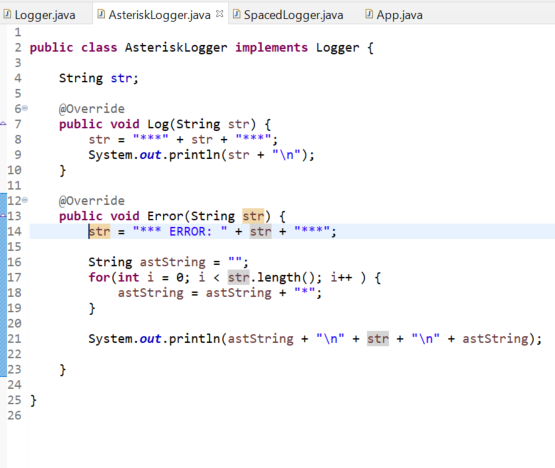 Logger.java AsteriskLogger.java SpacedLogger.java App.java
1
2 public class AsteriskLogger implements Logger {
3
4     String str;
5
6     @Override
7     public void Log(String str) {
8         str = "***" + str + "***";
9         System.out.println(str + "\n");
10     }
11
12     @Override
13     public void Error(String str) {
14         str = "*** ERROR: " + str + "***";
15
16         String astString = "";
17         for(int i = 0; i < str.length(); i++ ) {
18             astString = astString + "*";
19         }
20
21         System.out.println(astString + "\n" + str + "\n" + astString);
22
23     }
24
25 }
26